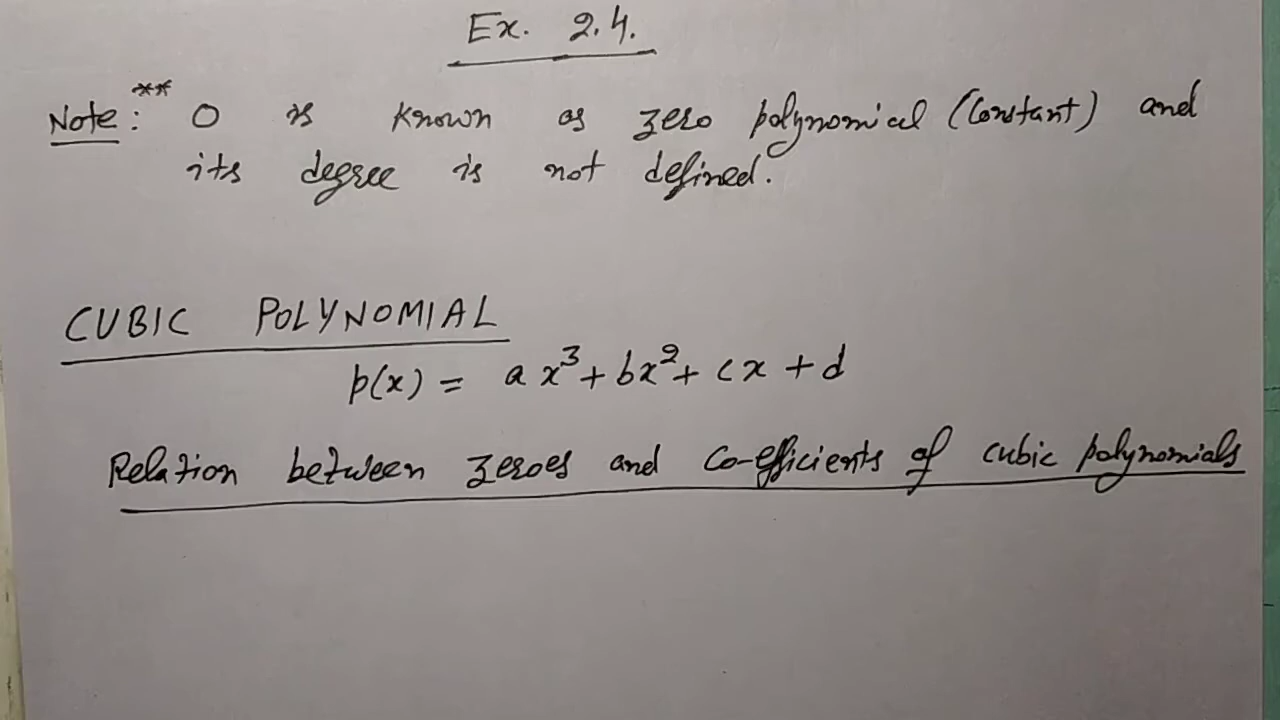 Ex. 2.4.
Note:** 0 is known as zero polynomial (Constant) and
its degree is not defined.
CUBIC POLYNOMIAL
p(x) = ax³ + bx² + cx + d
Relation between zeroes and co-efficients of cubic polynomials